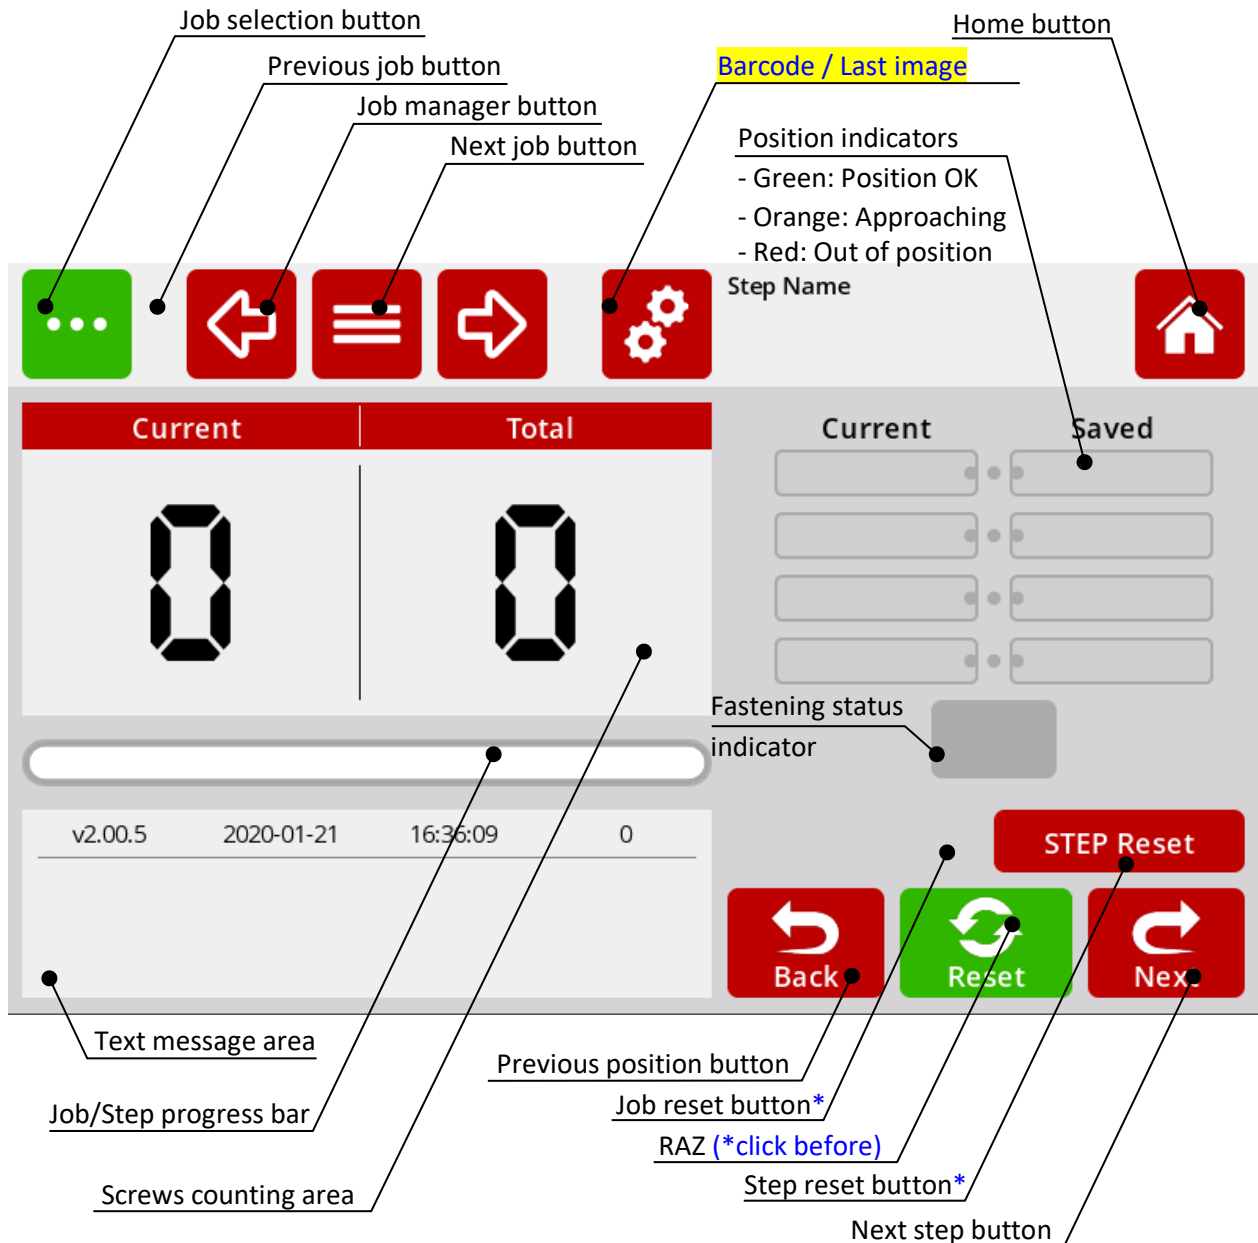 Job selection button
Home button
Previous job button
Barcode / Last image
Job manager button
Next job button
Position indicators
- Green: Position OK
- Orange: Approaching
- Red: Out of position
Step Name
Current Total
Current Saved
0 0
Fastening status
indicator
v2.00.5 2020-01-21 16:36:09 0
STEP Reset
Back Reset Next
Text message area
Previous position button
Job/Step progress bar
Job reset button*
RAZ (*click before)
Screws counting area
Step reset button*
Next step button